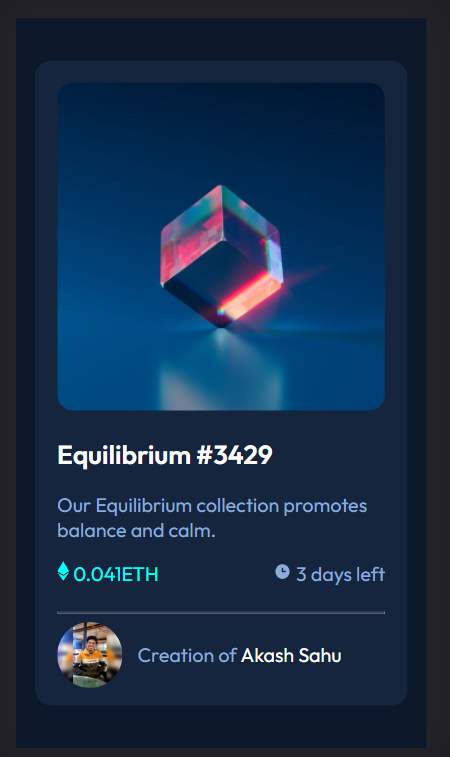 Equilibrium #3429
Our Equilibrium collection promotes
balance and calm.
0.041ETH
3 days left
Creation of Akash Sahu